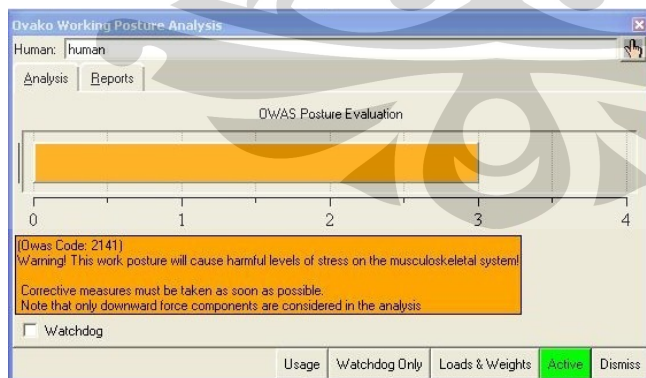 Ovako Working Posture Analysis
Human: human
Analysis Reports
OWAS Posture Evaluation
0 1 2 3 4
(Owas Code: 2141)
Warning! This work posture will cause harmful levels of stress on the musculoskeletal system!
Corrective measures must be taken as soon as possible.
Note that only downward force components are considered in the analysis
Watchdog
Usage Watchdog Only Loads & Weights Active Dismiss